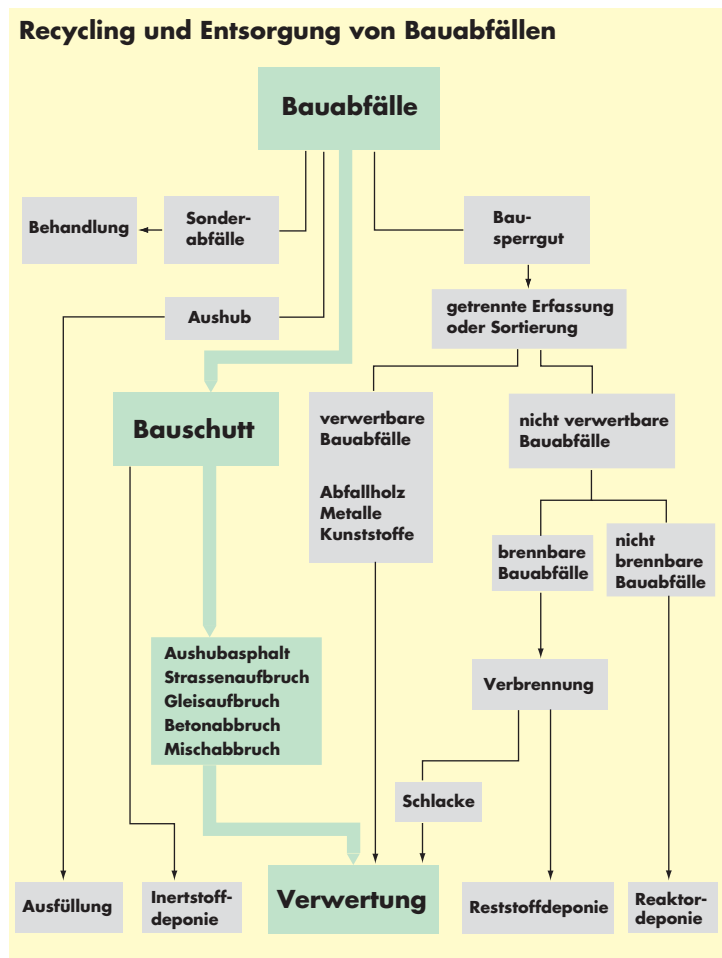 Recycling und Entsorgung von Bauabfällen
Bauabfälle
Behandlung
Sonder-
abfälle
Bau-
sperrgut
Aushub
getrennte Erfassung
oder Sortierung
Bauschutt
verwertbare
Bauabfälle
Abfallholz
Metalle
Kunststoffe
nicht verwertbare
Bauabfälle
brennbare
Bauabfälle
nicht
brennbare
Bauabfälle
Aushubasphalt
Strassenaufbruch
Gleisaufbruch
Betonabbruch
Mischabbruch
Verbrennung
Schlacke
Ausfüllung
Inertstoff-
deponie
Verwertung
Reststoffdeponie
Reaktor-
deponie